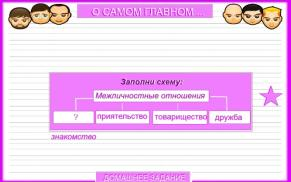 О САМОМ ГЛАВНОМ...
Заполни схему:
Межличностные отношения
? приятельство товарищество дружба
знакомство
ДОМАШНЕЕ ЗАДАНИЕ